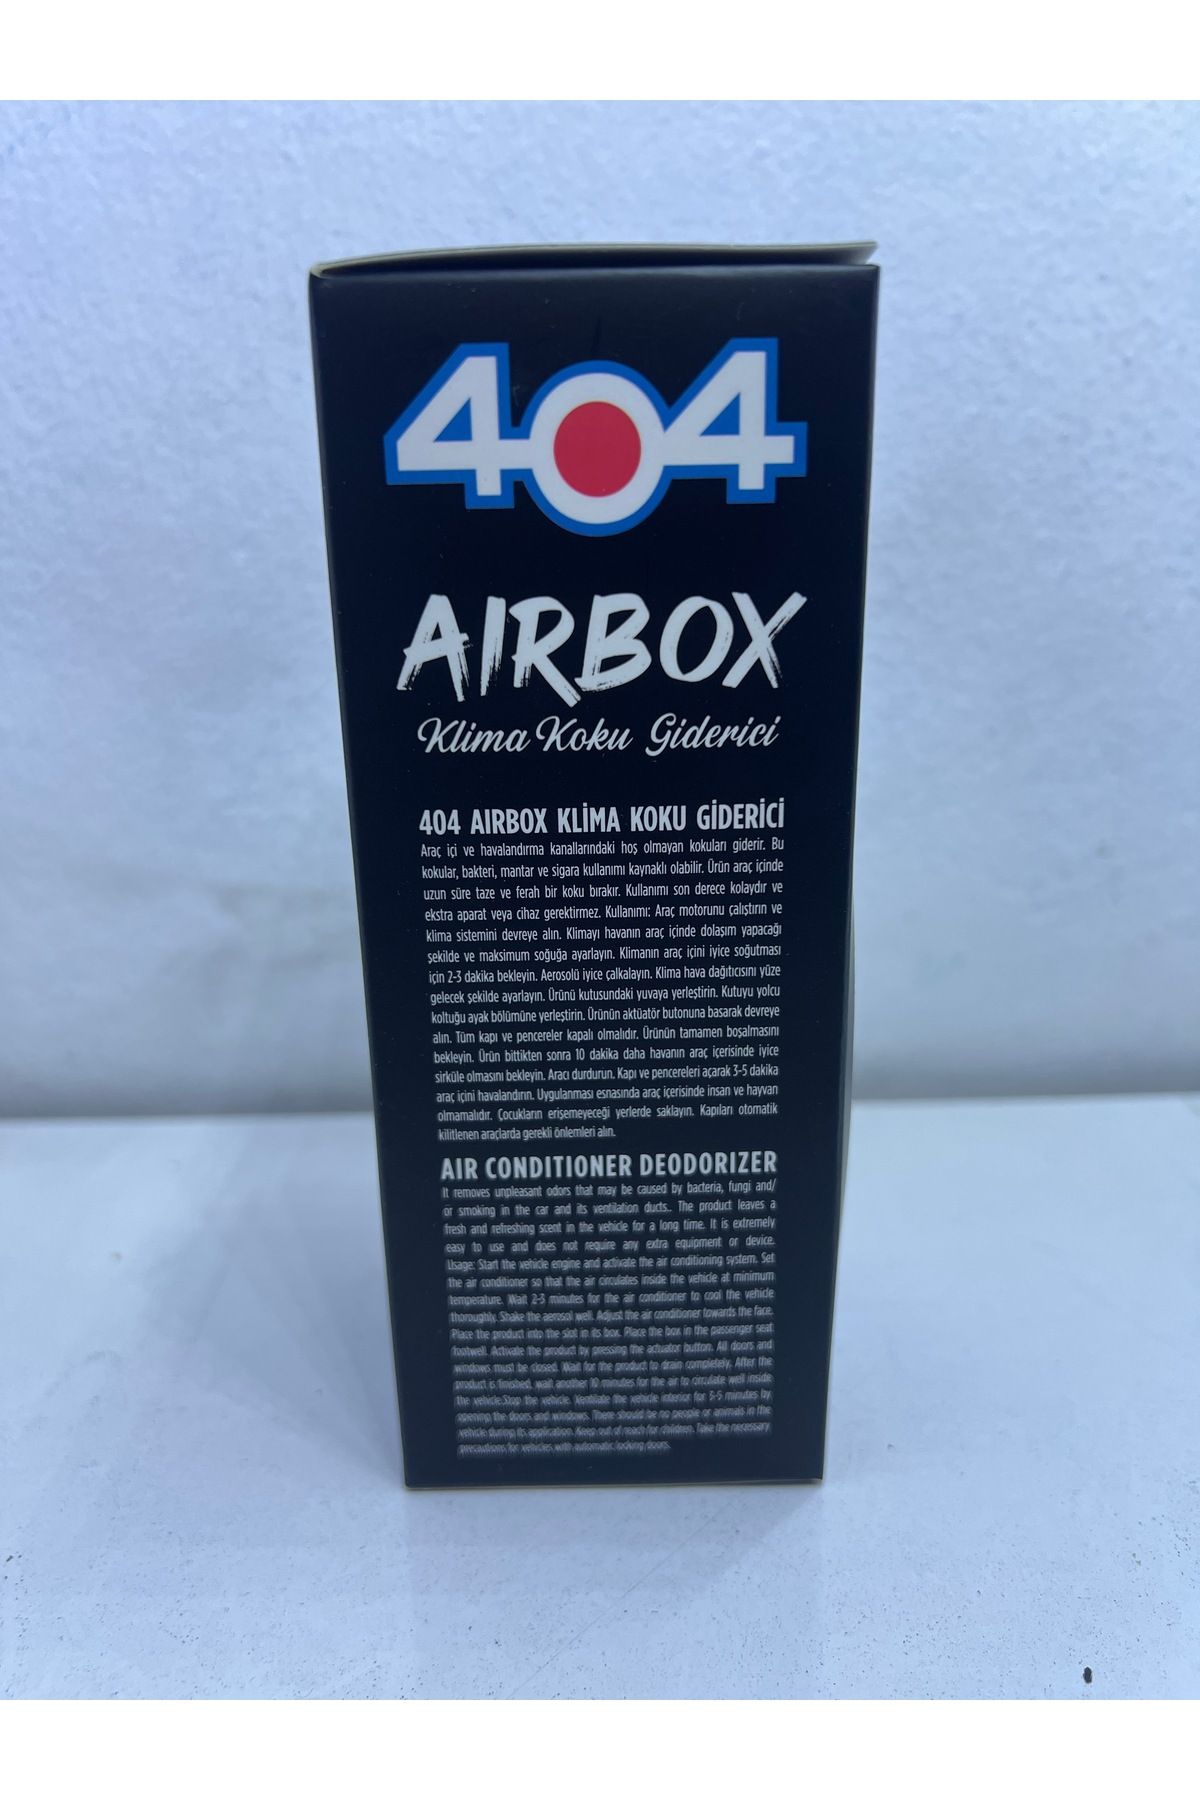 404
AIRBOX
Klima Koku Giderici
404 AIRBOX KLİMA KOKU GİDERİCİ
Araç içi ve havalandırma kanallarındaki hoş olmayan kokuları giderir. Bu
kokular, bakteri, mantar ve sigara kullanımı kaynaklı olabilir. Ürün araç içinde
uzun süre taze ve ferah bir koku bırakır. Kullanımı son derece kolaydır ve
ekstra aparat veya cihaz gerektirmez. Kullanımı: Araç motorunu çalıştırın ve
klima sistemini devreye alın. Klimayı havanın araç içinde dolaşım yapacağı
şekilde ve maksimum soğuğa ayarlayın. Klimanın araç içini iyice soğutması
için 2-3 dakika bekleyin. Aerosolü iyice çalkalayın. Klima hava dağıtıcısını yüze
gelecek şekilde ayarlayın. Ürünü kutusundaki yuvaya yerleştirin. Kutuyu yolcu
koltuğu ayak bölümüne yerleştirin. Ürünün aktüatör butonuna basarak devreye
alın. Tüm kapı ve pencereler kapalı olmalıdır. Ürünün tamamen boşalmasını
bekleyin. Ürün bittikten sonra 10 dakika daha havanın araç içerisinde iyice
sirküle olmasını bekleyin. Aracı durdurun. Kapı ve pencereleri açarak 3-5 dakika
araç içini havalandırın. Uygulanması esnasında araç içerisinde insan ve hayvan
olmamalıdır. Çocukların erişemeyeceği yerlerde saklayın. Kapıları otomatik
kilitlenen araçlarda gerekli önlemleri alın.
AIR CONDITIONER DEODORIZER
It removes unpleasant odors that may be caused by bacteria, fungi and/
or smoking in the car and its ventilation ducts.. The product leaves a
fresh and refreshing scent in the vehicle for a long time. It is extremely
easy to use and does not require any extra equipment or device.
Usage: Start the vehicle engine and activate the air conditioning system. Set
the air conditioner so that the air circulates inside the vehicle at minimum
temperature. Wait 2-3 minutes for the air conditioner to cool the vehicle
thoroughly. Shake the aerosol well. Adjust the air conditioner towards the face.
Place the product into the slot in its box. Place the box in the passenger seat
footwell. Activate the product by pressing the actuator button. All doors and
windows must be closed. Wait for the product to drain completely. After the
product is finished, wait another 10 minutes for the air to circulate well inside
the vehicle.Stop the vehicle. Ventilate the vehicle interior for 3-5 minutes by
opening the doors and windows. There should be no people or animals in the
vehicle during its application. Keep out of reach for children. Take the necessary
precautions for vehicles with automatic locking doors.